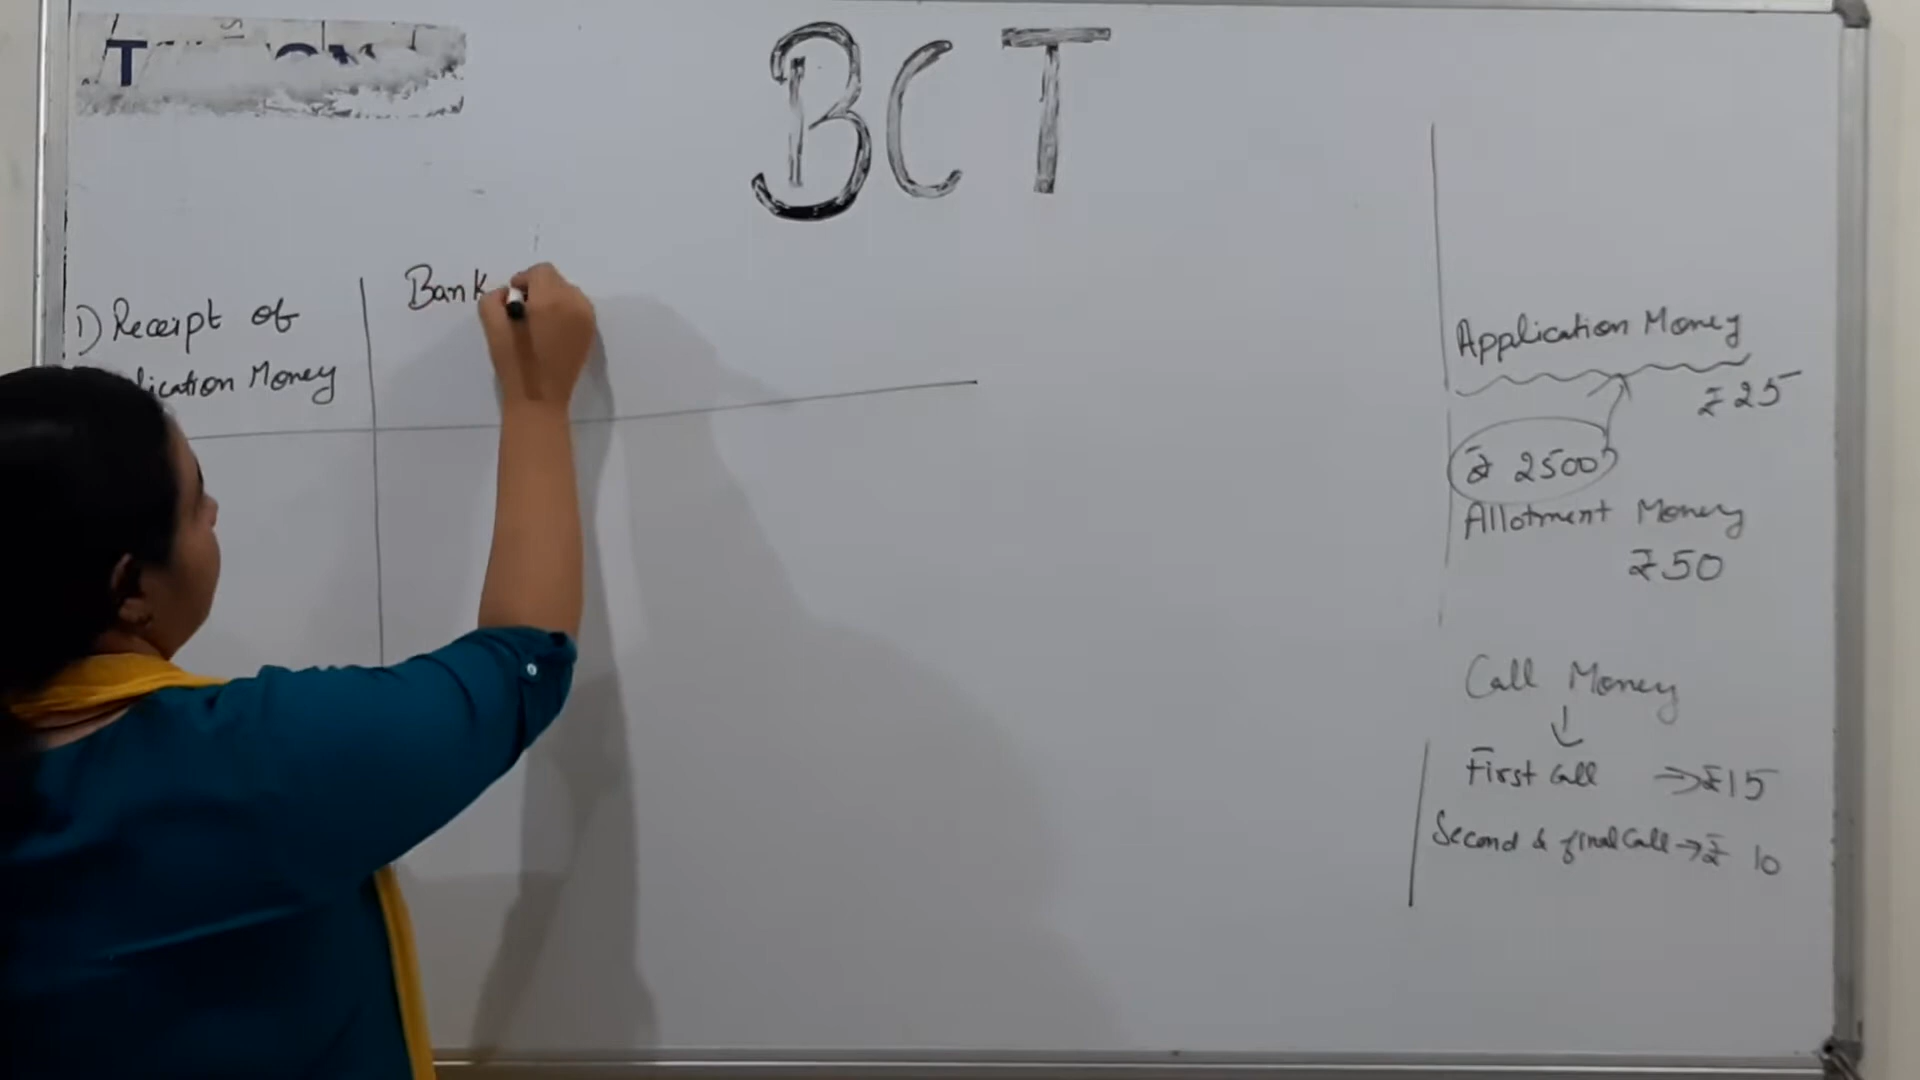 BCT
1) Receipt of
Money
Bank
Application Money
₹25
₹ 2500
Allotment Money
₹50
Call Money
First Call → ₹15
Second & final Call → ₹ 10